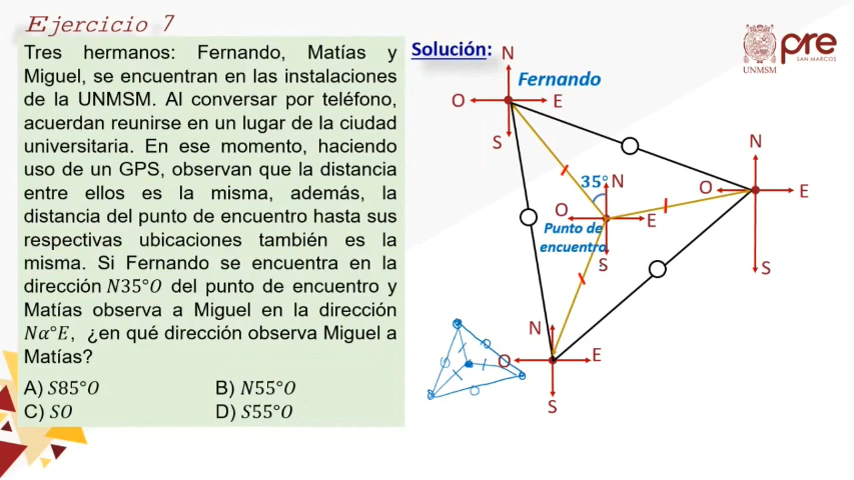 Ejercicio 7
Tres hermanos: Fernando, Matías y
Miguel, se encuentran en las instalaciones
de la UNMSM. Al conversar por teléfono,
acuerdan reunirse en un lugar de la ciudad
universitaria. En ese momento, haciendo
uso de un GPS, observan que la distancia
entre ellos es la misma, además, la
distancia del punto de encuentro hasta sus
respectivas ubicaciones también es la
misma. Si Fernando se encuentra en la
dirección N35°O del punto de encuentro y
Matías observa a Miguel en la dirección
Nα°E, ¿en qué dirección observa Miguel a
Matías?
A) S85°O
B) N55°O
C) SO
D) S55°O
Solución:
N
Fernando
O
E
S
N
O
E
S
35°
N
O
E
Punto de
encuentro
S
N
O
E
S
UNMSM
pre
SAN MARCOS